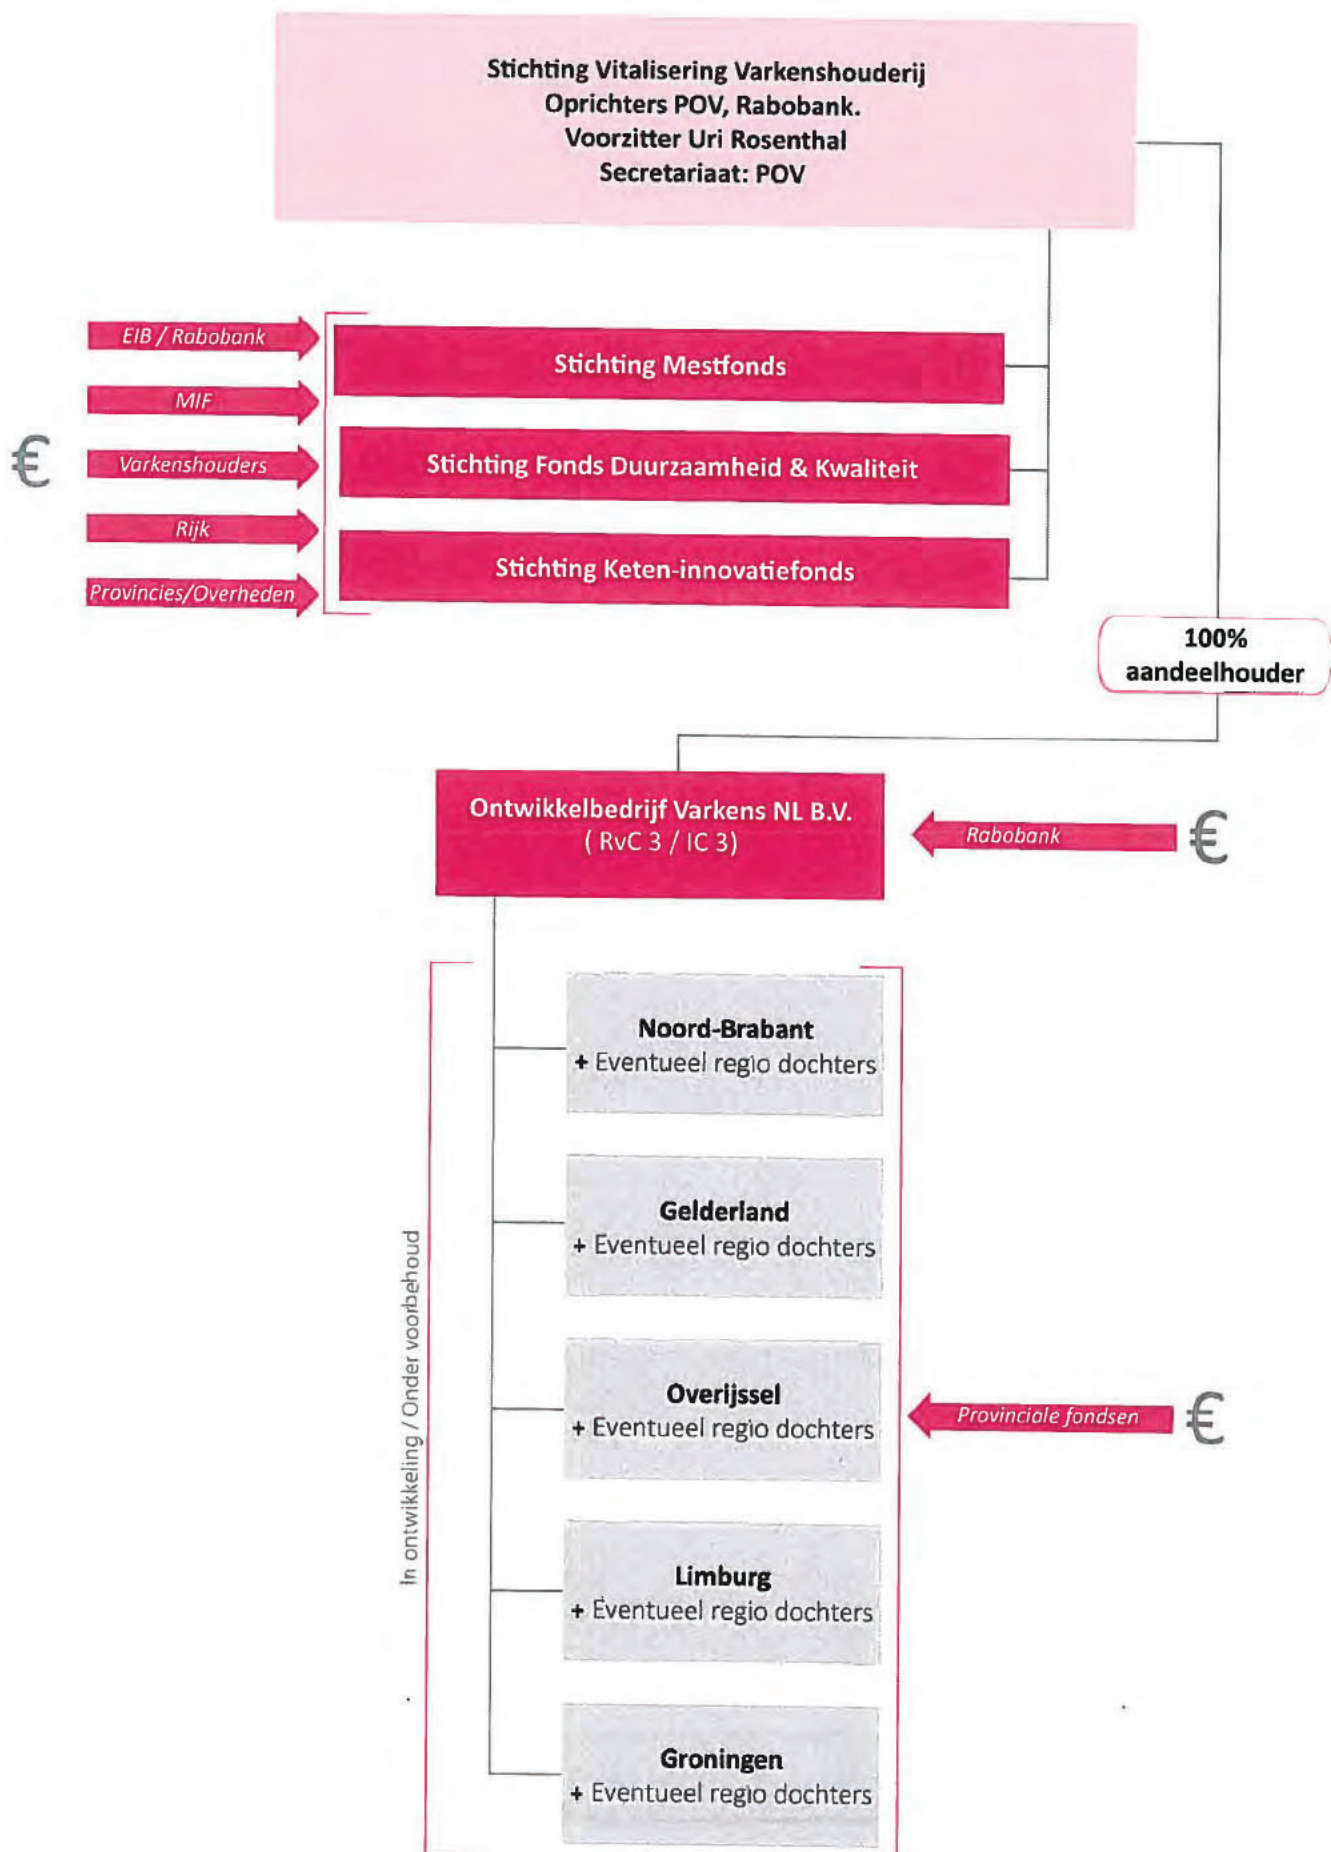 Stichting Vitalisering Varkenshouderij
Oprichters POV, Rabobank.
Voorzitter Uri Rosenthal
Secretariaat: POV
EIB / Rabobank
MIF
€
Varkenshouders
Rijk
Provincies/Overheden
Stichting Mestfonds
Stichting Fonds Duurzaamheid & Kwaliteit
Stichting Keten-innovatiefonds
100%
aandeelhouder
Ontwikkelbedrijf Varkens NL B.V.
( RvC 3 / IC 3)
Rabobank
€
In ontwikkeling / Onder voorbehoud
Noord-Brabant
+ Eventueel regio dochters
Gelderland
+ Eventueel regio dochters
Overijssel
+ Eventueel regio dochters
Provinciale fondsen
€
Limburg
+ Eventueel regio dochters
Groningen
+ Eventueel regio dochters